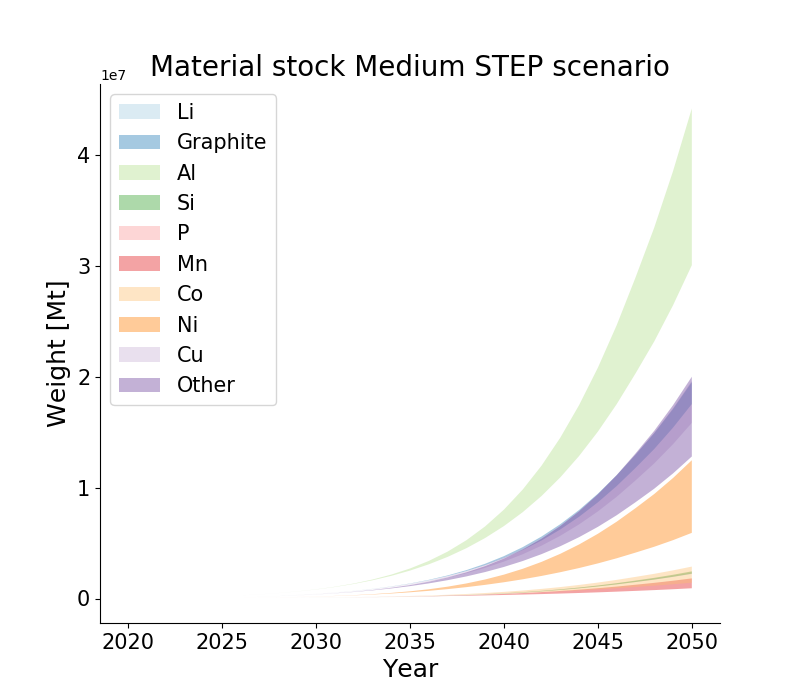 Material stock Medium STEP scenario
1e7
Li
Graphite
Al
Si
P
Mn
Co
Ni
Cu
Other
4
3
2
1
0
Weight [Mt]
2020 2025 2030 2035 2040 2045 2050
Year